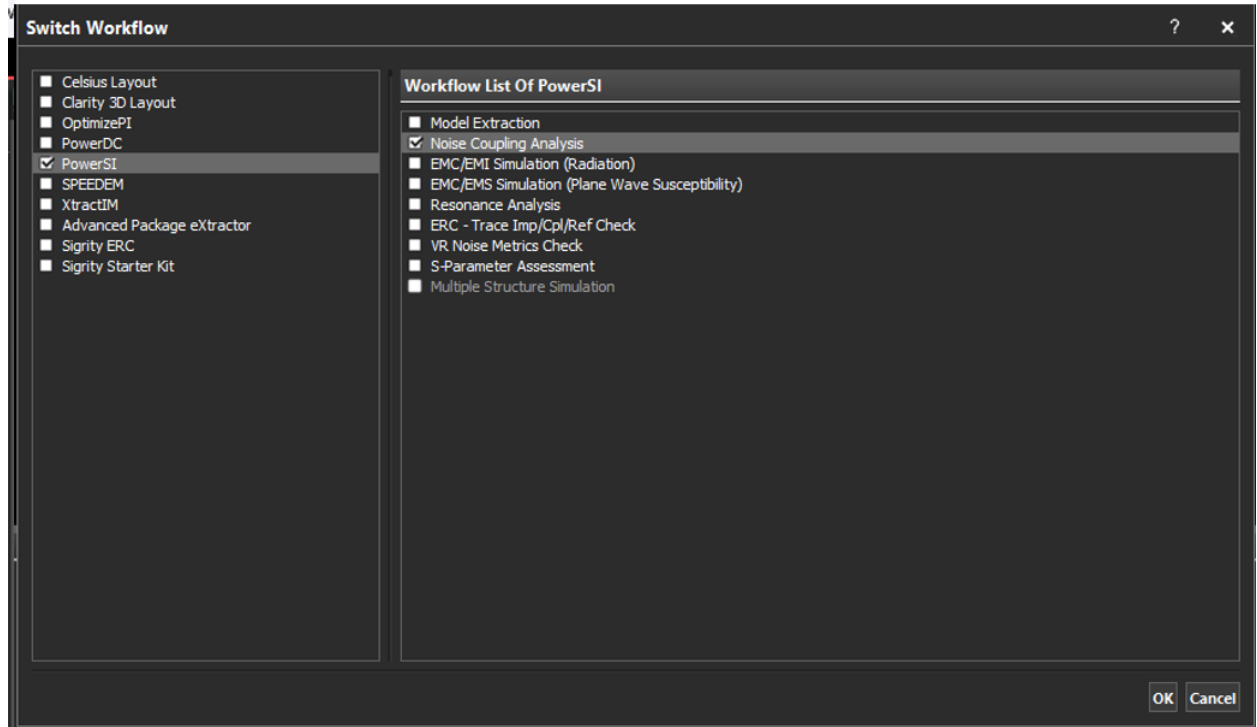 Switch Workflow
?
Celsius Layout
Clarity 3D Layout
OptimizePI
PowerDC
PowerSI
SPEEDEM
XtractIM
Advanced Package eXtractor
Sigrity ERC
Sigrity Starter Kit
Workflow List Of PowerSI
Model Extraction
Noise Coupling Analysis
EMC/EMI Simulation (Radiation)
EMC/EMS Simulation (Plane Wave Susceptibility)
Resonance Analysis
ERC - Trace Imp/Cpl/Ref Check
VR Noise Metrics Check
S-Parameter Assessment
Multiple Structure Simulation
OK Cancel